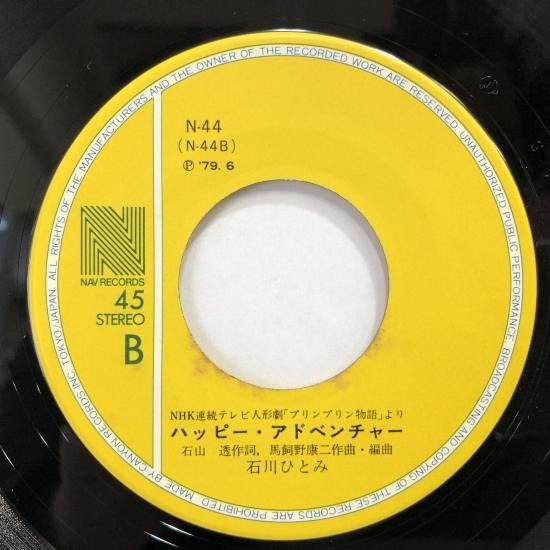 N-44
(N-44B)
Ⓟ '79. 6
NAV RECORDS
45
STEREO
B
NHK連続テレビ人形劇「プリンプリン物語」より
ハッピー・アドベンチャー
石山 透作詞, 馬飼野康二作曲・編曲
石川ひとみ
MADE BY CANYON RECORDS INC. TOKYO/JAPAN. ALL RIGHTS OF THE MANUFACTURERS AND THE OWNER OF THE RECORDED WORK ARE RESERVED. UNAUTHORIZED PUBLIC PERFORMANCE, BROADCASTING AND COPYING OF THESE RECORDS ARE PROHIBITED.